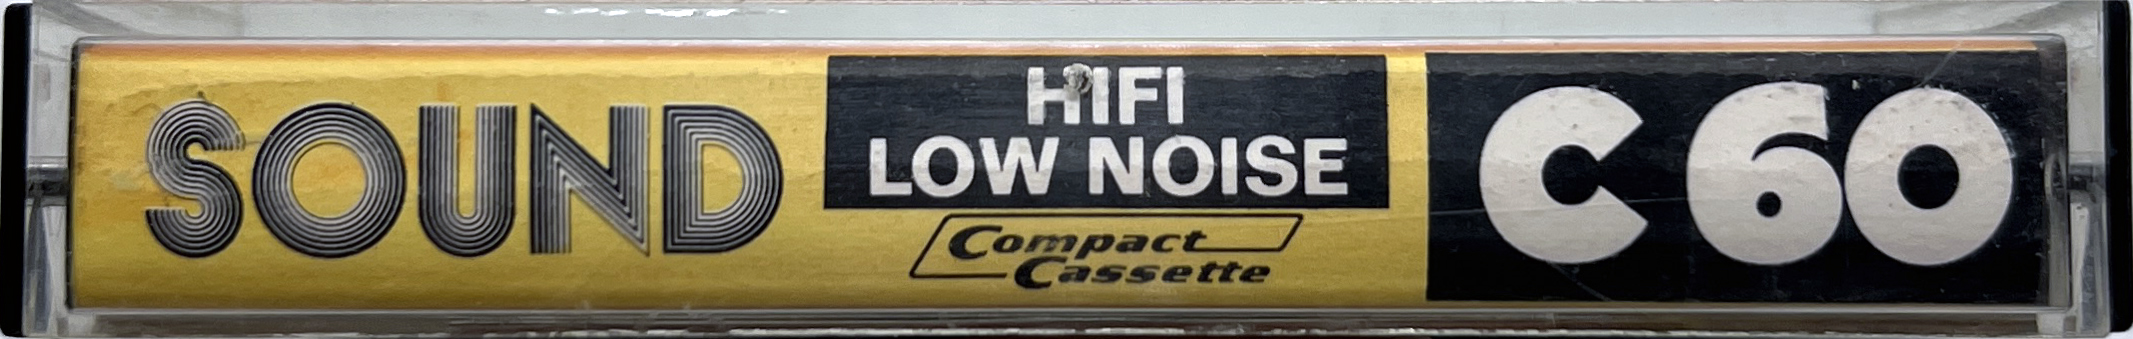 SOUND
HIFI
LOW NOISE
Compact
Cassette
C 60